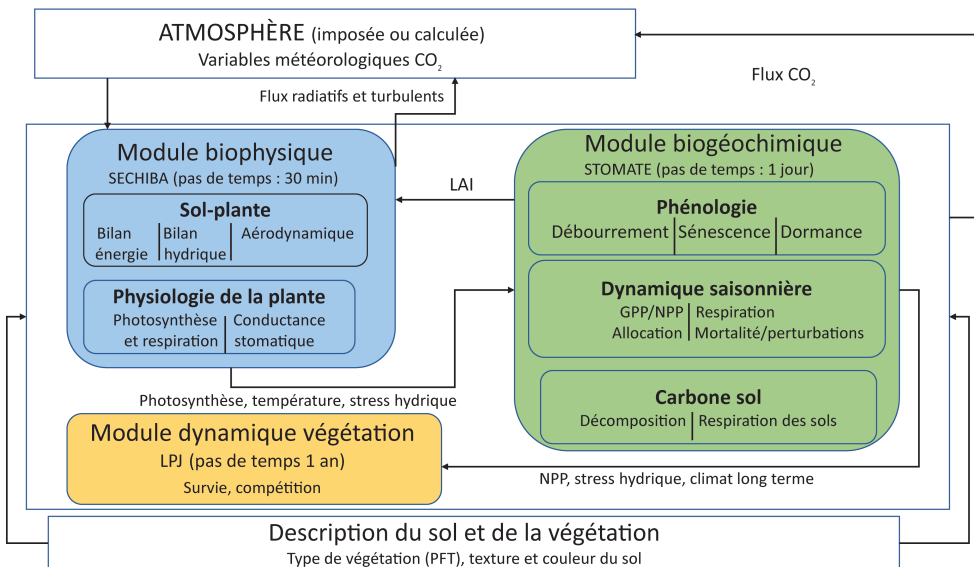 ATMOSPHÈRE (imposée ou calculée)
Variables météorologiques CO₂
Flux CO₂
Flux radiatifs et turbulents
Module biophysique
SECHIBA (pas de temps : 30 min)
Sol-plante
Bilan énergie
Bilan hydrique
Aérodynamique
Physiologie de la plante
Photosynthèse et respiration
Conductance stomatique
LAI
Module biogéochimique
STOMATE (pas de temps : 1 jour)
Phénologie
Débourrement Sénescence Dormance
Dynamique saisonnière
GPP/NPP Respiration
Allocation Mortalité/perturbations
Carbone sol
Décomposition Respiration des sols
Photosynthèse, température, stress hydrique
Module dynamique végétation
LPJ (pas de temps 1 an)
Survie, compétition
NPP, stress hydrique, climat long terme
Description du sol et de la végétation
Type de végétation (PFT), texture et couleur du sol